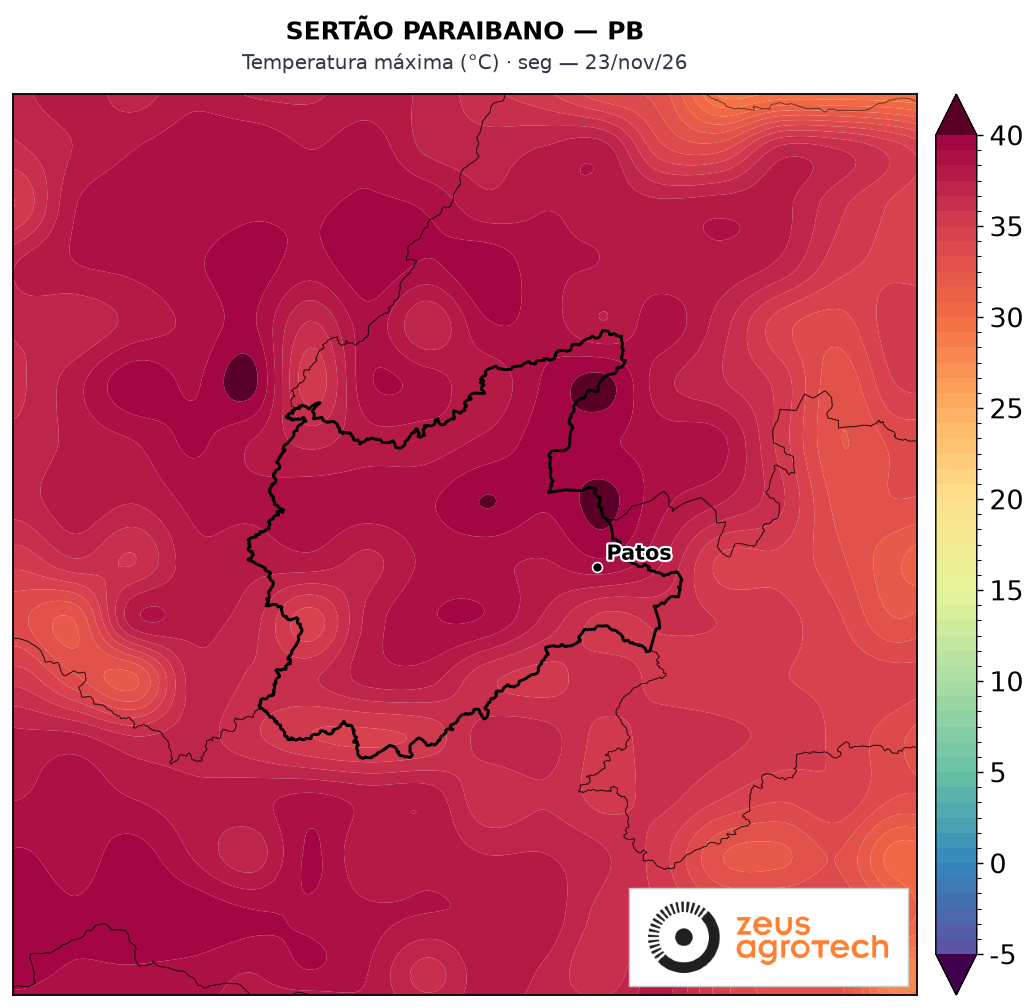 SERTÃO PARAIBANO — PB
Temperatura máxima (°C) · seg — 23/nov/26
40
35
30
25
20
15
10
5
0
-5
Patos
zeus
agrotech